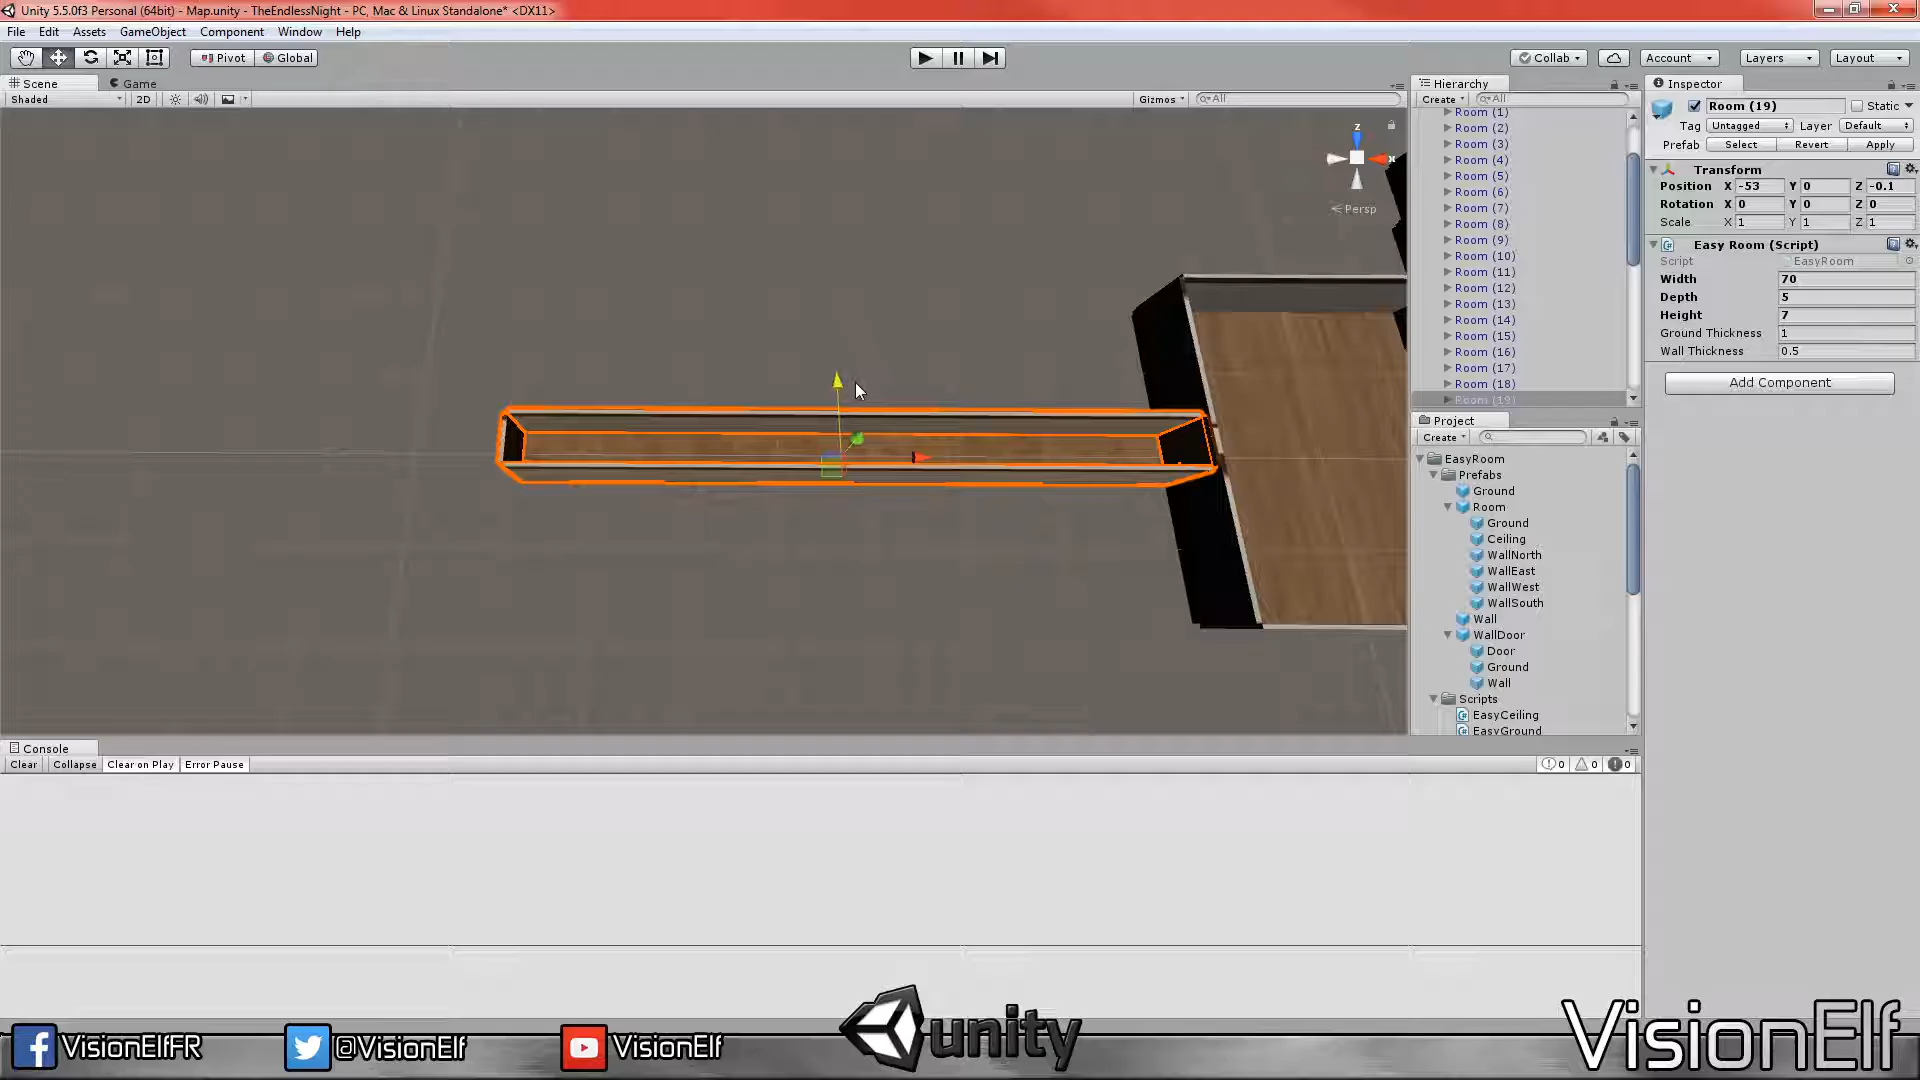 Unity 5.5.0f3 Personal (64bit) - Map.unity - TheEndlessNight - PC, Mac & Linux Standalone* <DX11>
File Edit Assets GameObject Component Window Help
Pivot Global Collab Account Layers Layout
Scene Game
Shaded 2D Gizmos All
z
x
Persp
Hierarchy
Create All
Room (1)
Room (2)
Room (3)
Room (4)
Room (5)
Room (6)
Room (7)
Room (8)
Room (9)
Room (10)
Room (11)
Room (12)
Room (13)
Room (14)
Room (15)
Room (16)
Room (17)
Room (18)
Room (19)
Project
Create
EasyRoom
Prefabs
Ground
Room
Ground
Ceiling
WallNorth
WallEast
WallWest
WallSouth
Wall
WallDoor
Door
Ground
Wall
Scripts
EasyCeiling
EasyGround
Inspector
Room (19) Static
Tag Untagged Layer Default
Prefab Select Revert Apply
Transform
Position X -53 Y 0 Z -0.1
Rotation X 0 Y 0 Z 0
Scale X 1 Y 1 Z 1
Easy Room (Script)
Script EasyRoom
Width 70
Depth 5
Height 7
Ground Thickness 1
Wall Thickness 0.5
Add Component
Console
Clear Collapse Clear on Play Error Pause 0 0 0
VisionElfFR @VisionElf VisionElf unity VisionElf